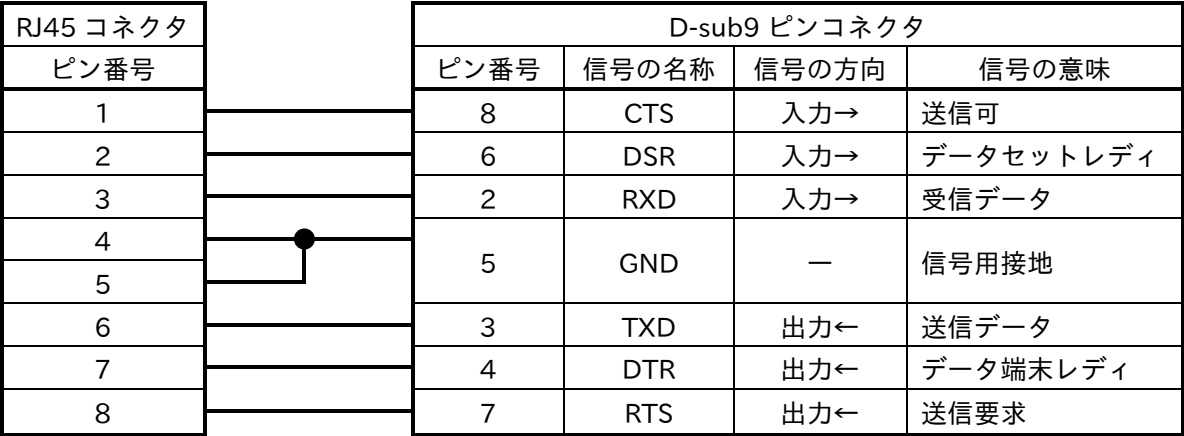 RJ45 コネクタ D-sub9 ピンコネクタ
ピン番号 ピン番号 信号の名称 信号の方向 信号の意味
1 8 CTS 入力→ 送信可
2 6 DSR 入力→ データセットレディ
3 2 RXD 入力→ 受信データ
4
5 5 GND ー 信号用接地
6 3 TXD 出力← 送信データ
7 4 DTR 出力← データ端末レディ
8 7 RTS 出力← 送信要求